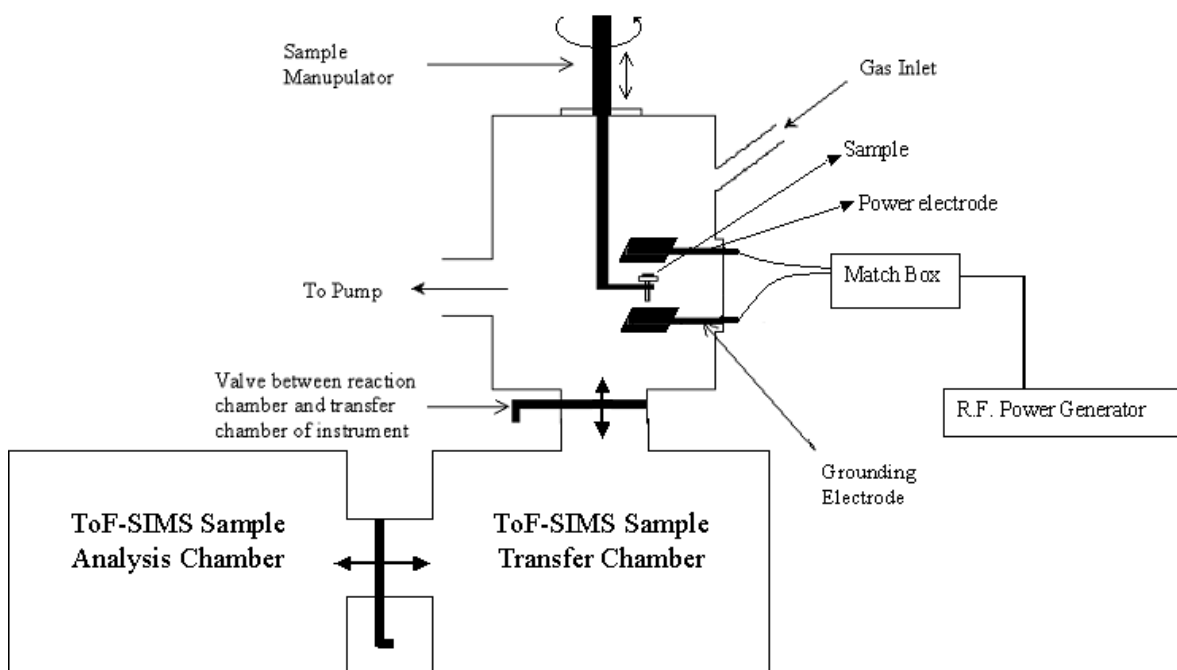 Sample
Manupulator
Gas Inlet
Sample
Power electrode
Match Box
To Pump
Valve between reaction
chamber and transfer
chamber of instrument
R.F. Power Generator
Grounding
Electrode
ToF-SIMS Sample
Analysis Chamber
ToF-SIMS Sample
Transfer Chamber